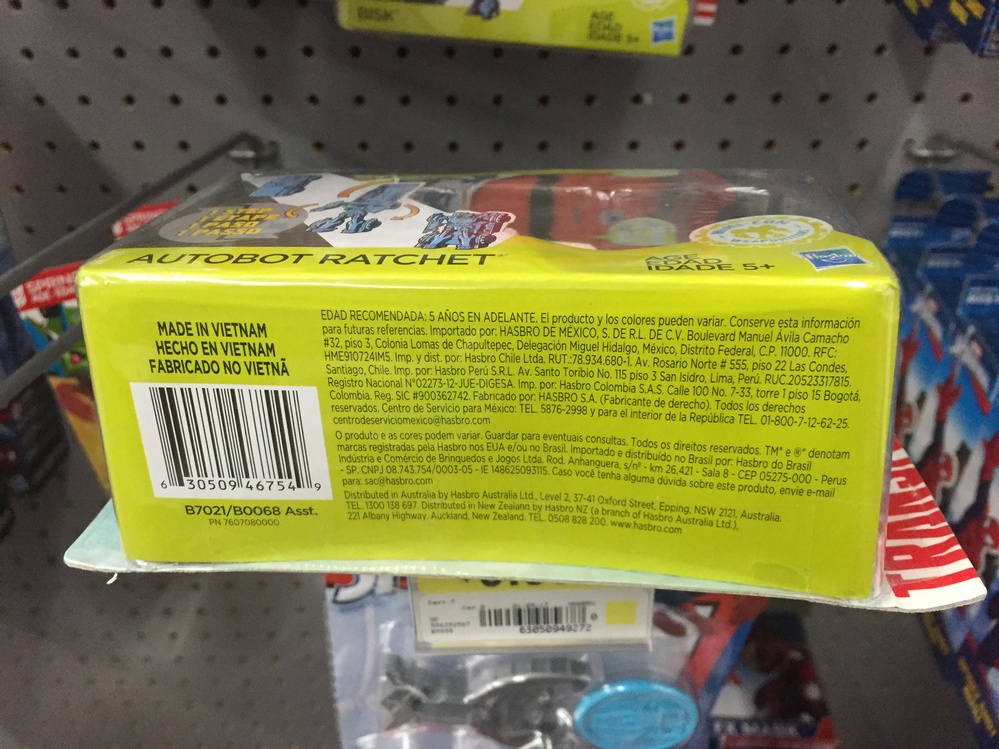 BISK
AGE
EDAD
IDADE 5+
AUTOBOT RATCHET
AGE
EDAD
IDADE 5+
Hasbro
MADE IN VIETNAM
HECHO EN VIETNAM
FABRICADO NO VIETNÃ
6 30509 46754 9
B7021/B0068 Asst.
PN 7607080000
EDAD RECOMENDADA: 5 AÑOS EN ADELANTE. El producto y los colores pueden variar. Conserve esta información
para futuras referencias. Importado por: HASBRO DE MÉXICO, S. DE R.L. DE C.V. Boulevard Manuel Ávila Camacho
#32, piso 3, Colonia Lomas de Chapultepec, Delegación Miguel Hidalgo, México, Distrito Federal, C.P. 11000. RFC:
HME910724IM5. Imp. y dist. por: Hasbro Chile Ltda. RUT.:78.934.680-1. Av. Rosario Norte # 555, piso 22 Las Condes,
Santiago, Chile. Imp. por: Hasbro Perú S.R.L. Av. Santo Toribio No. 115 piso 3 San Isidro, Lima, Perú. RUC.20523317815.
Registro Nacional N°02273-12-JUE-DIGESA. Imp. por: Hasbro Colombia S.A.S. Calle 100 No. 7-33, torre 1 piso 15 Bogotá,
Colombia. Reg. SIC #900362742. Fabricado por: HASBRO S.A. (Fabricante de derecho). Todos los derechos
reservados. Centro de Servicio para México: TEL. 5876-2998 y para el interior de la República TEL. 01-800-7-12-62-25.
centrodeserviciomexico@hasbro.com
O produto e as cores podem variar. Guardar para eventuais consultas. Todos os direitos reservados. TM* e ®* denotam
marcas registradas pela Hasbro nos EUA e/ou no Brasil. Importado e distribuído no Brasil por: Hasbro do Brasil
Indústria e Comércio de Brinquedos e Jogos Ltda. Rod. Anhanguera, s/nº - km 26,421 - Sala 8 - CEP 05275-000 - Perus
- SP. CNPJ 08.743.754/0003-05 - IE 148625093115. Caso você tenha alguma dúvida sobre este produto, envie e-mail
para: sac@hasbro.com
Distributed in Australia by Hasbro Australia Ltd., Level 2, 37-41 Oxford Street, Epping, NSW 2121, Australia.
TEL. 1300 138 697. Distributed in New Zealand by Hasbro NZ (a branch of Hasbro Australia Ltd.),
221 Albany Highway, Auckland, New Zealand. TEL. 0508 828 200. www.hasbro.com
TRANS
63050949272